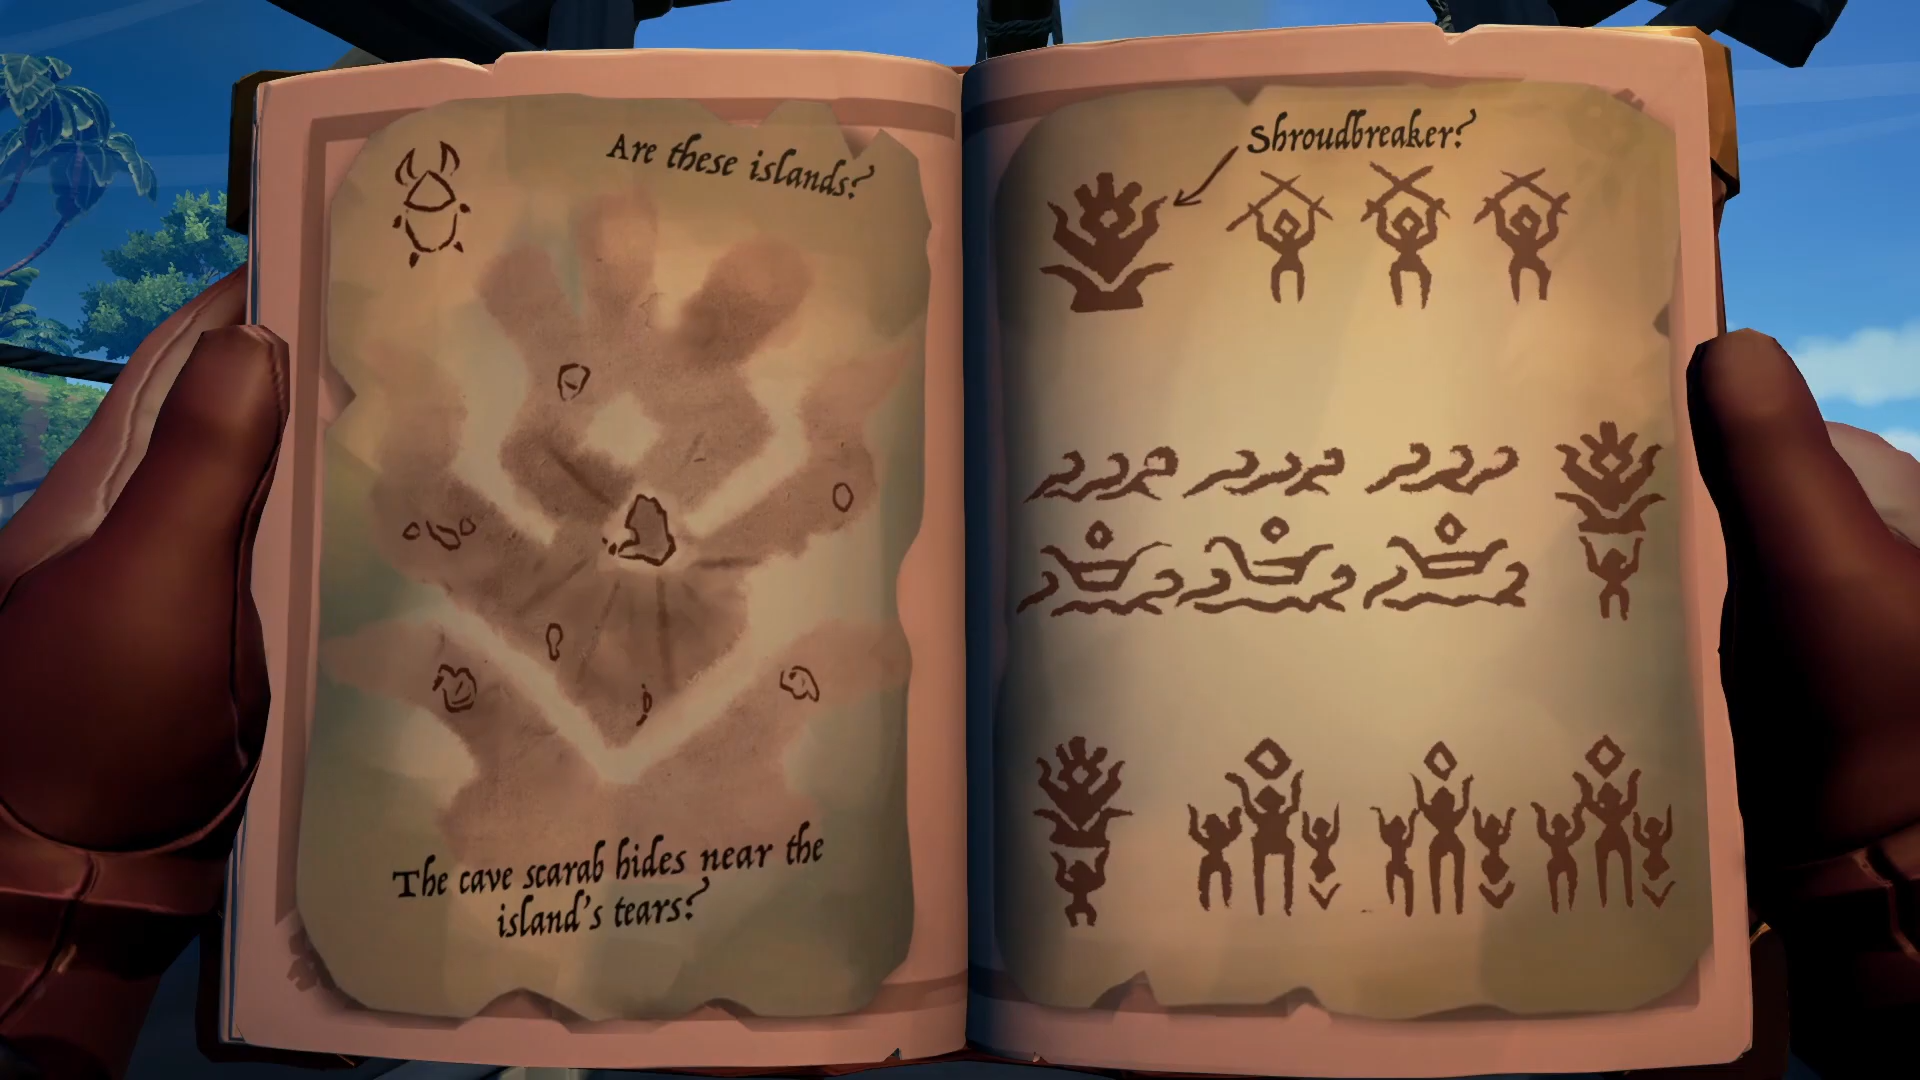 Are these islands?
The cave scarab hides near the
island's tears?
Shroudbreaker?